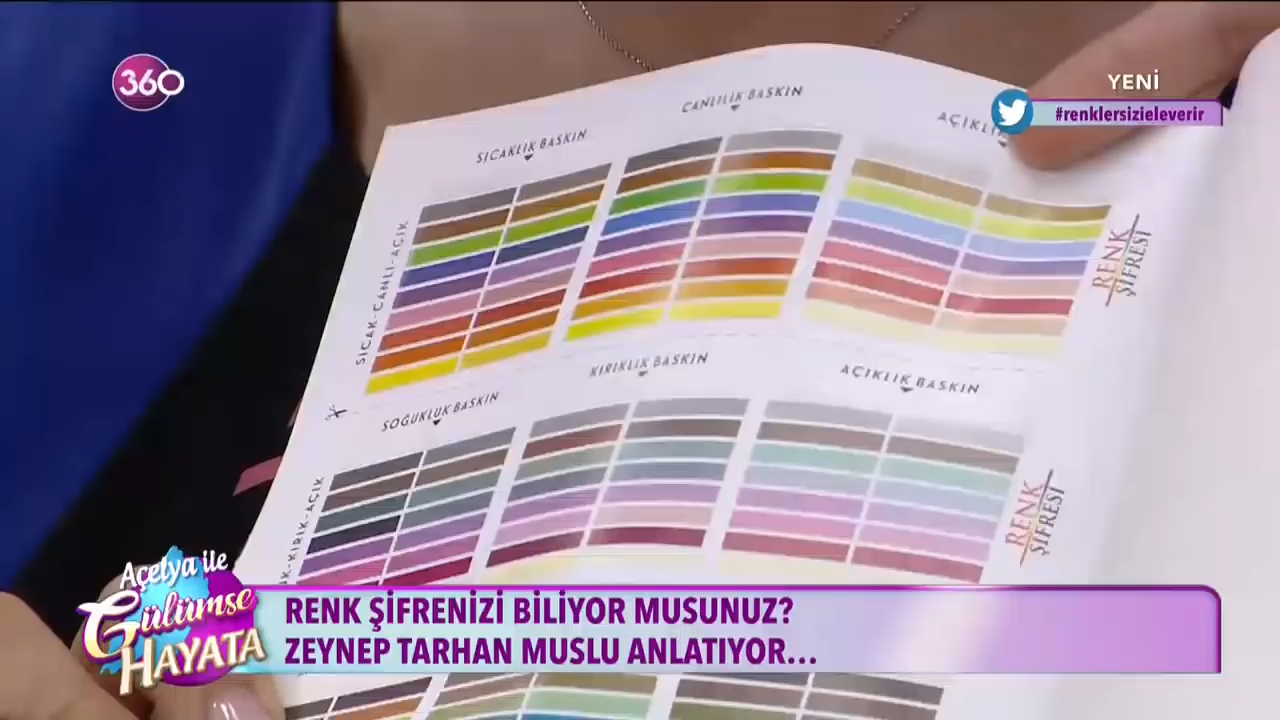 360
YENİ
#renklersizieleverir
SICAKLIK BASKIN
CANLILIK BASKIN
SICAK-CANLI-AÇIK
RENK
ŞİFRESİ
SOĞUKLUK BASKIN
KIRIKLIK BASKIN
AÇIKLIK BASKIN
KIRIK-AÇIK
RENK
ŞİFRESİ
Açelya ile
Gülümse
HAYATA
RENK ŞİFRENİZİ BİLİYOR MUSUNUZ?
ZEYNEP TARHAN MUSLU ANLATIYOR...